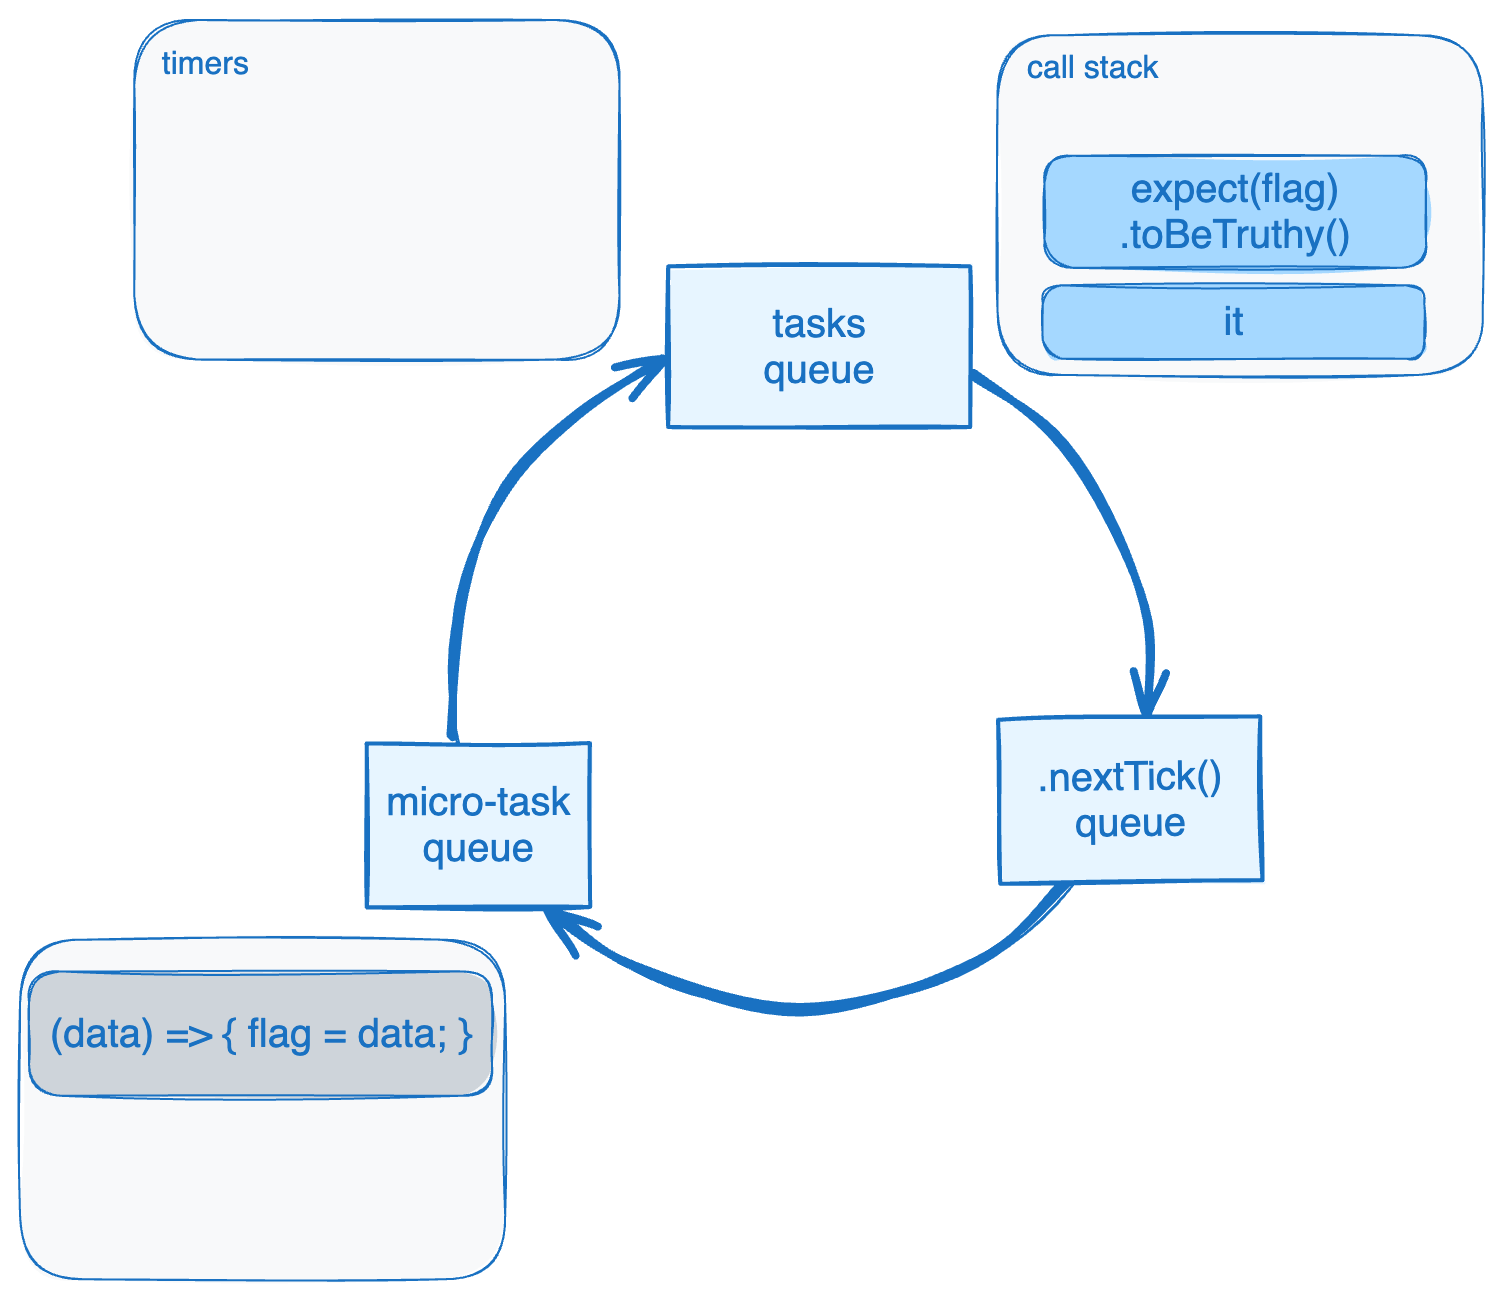 timers
call stack
expect(flag)
.toBeTruthy()
it
tasks
queue
.nextTick()
queue
micro-task
queue
(data) => { flag = data; }